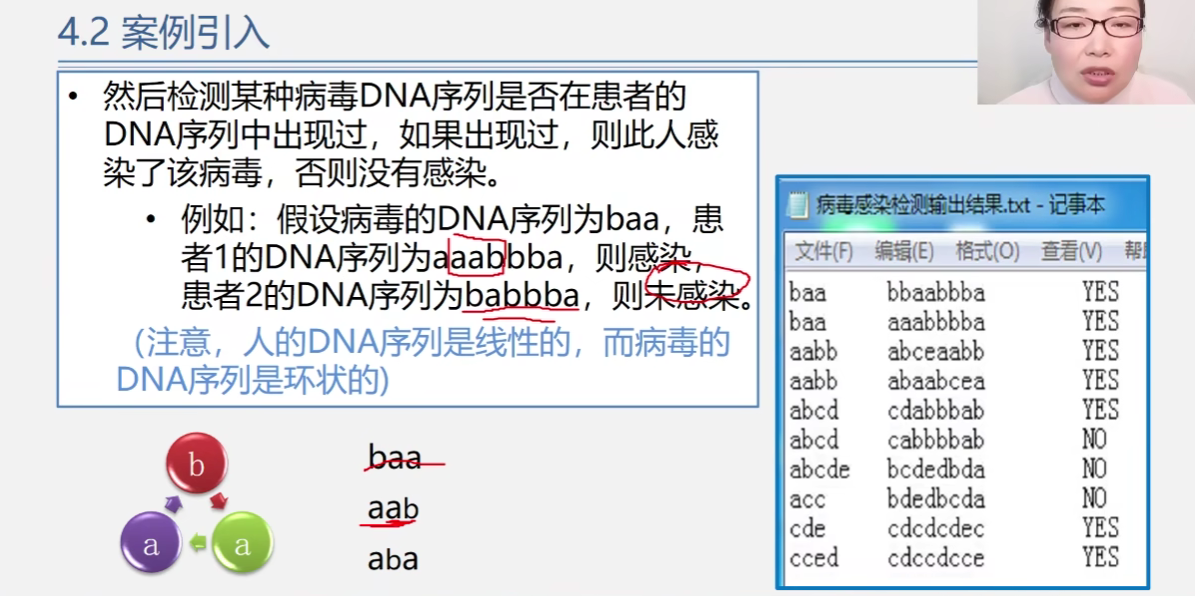 4.2 案例引入
• 然后检测某种病毒DNA序列是否在患者的
DNA序列中出现过，如果出现过，则此人感
染了该病毒，否则没有感染。
• 例如：假设病毒的DNA序列为baa，患
者1的DNA序列为aaabbba，则感染，
患者2的DNA序列为babbba，则未感染。
（注意，人的DNA序列是线性的，而病毒的
DNA序列是环状的)
b
a
a
baa
aab
aba
病毒感染检测输出结果.txt - 记事本
文件(F) 编辑(E) 格式(O) 查看(V)
baa bbaabbba YES
baa aaabbbba YES
aabb abceaabb YES
aabb abaabcea YES
abcd cdabbbab YES
abcd cabbbbab NO
abcde bcdedbda NO
acc bdedbcda NO
cde cdcdcdec YES
cced cdccdcce YES